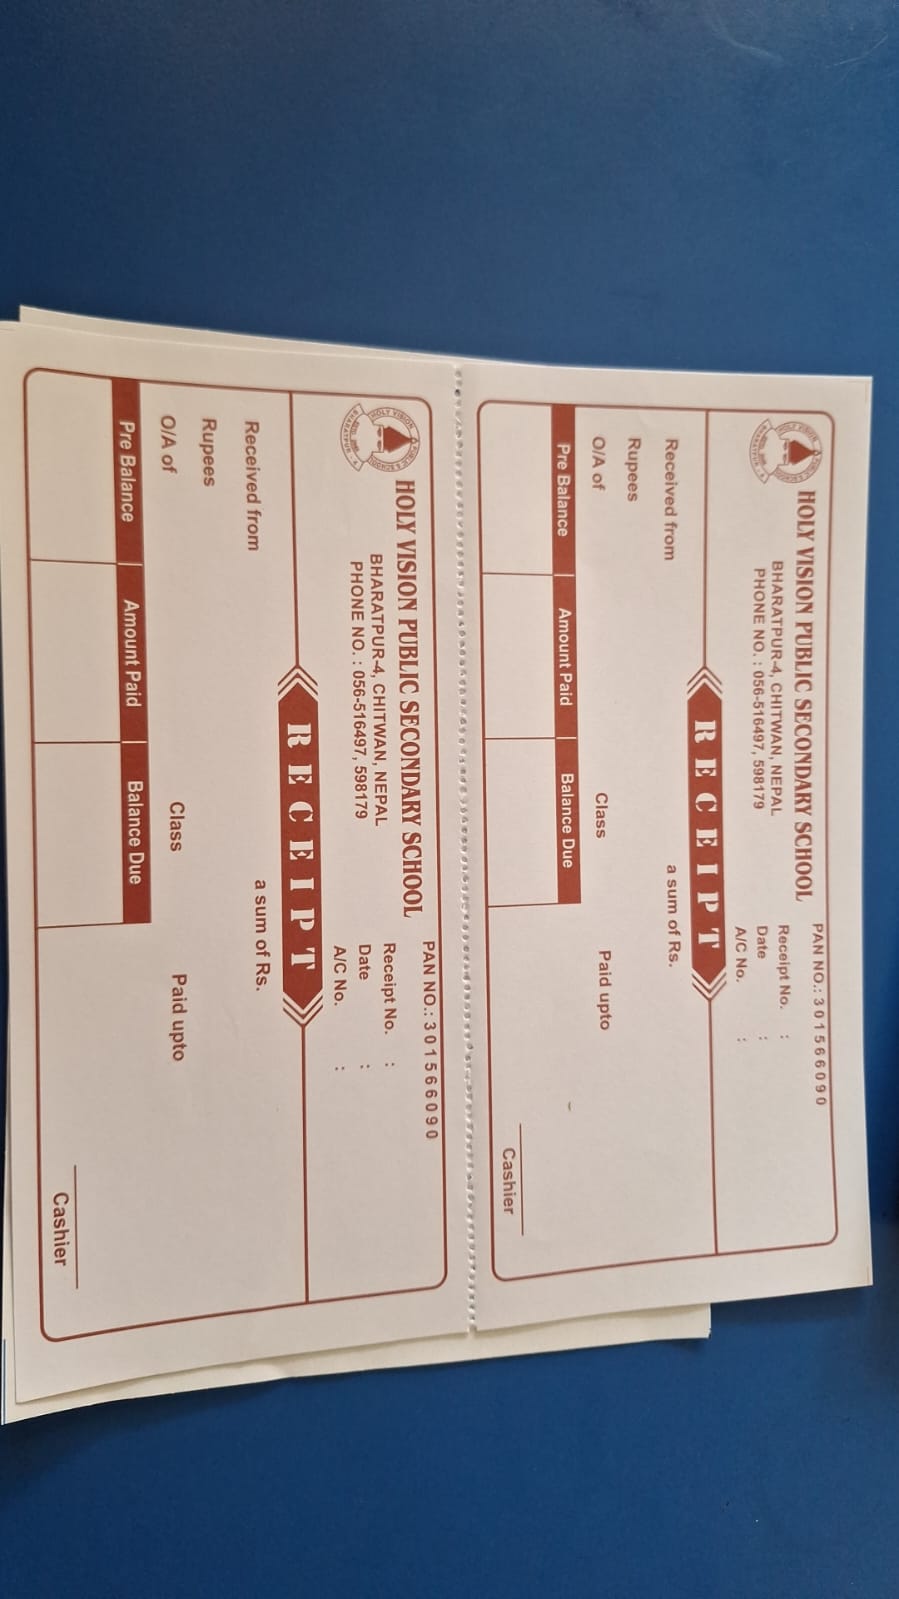 HOLY VISION PUBLIC SECONDARY SCHOOL
BHARATPUR-4, CHITWAN, NEPAL
PHONE NO. : 056-516497, 598179
PAN NO.: 301566090
Receipt No. :
Date :
A/C No. :
RECEIPT
Received from a sum of Rs.
Rupees
O/A of Class Paid upto
Pre Balance Amount Paid Balance Due
Cashier
HOLY VISION PUBLIC SECONDARY SCHOOL
BHARATPUR-4, CHITWAN, NEPAL
PHONE NO. : 056-516497, 598179
PAN NO.: 301566090
Receipt No. :
Date :
A/C No. :
RECEIPT
Received from a sum of Rs.
Rupees
O/A of Class Paid upto
Pre Balance Amount Paid Balance Due
Cashier